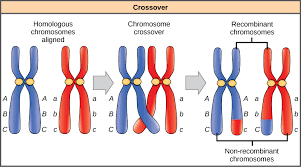 Crossover
Homologous
chromosomes
aligned
Chromosome
crossover
Recombinant
chromosomes
A A a a A A a a A A a a
B B b b B B b b B B b b
C C c c C C c c C c C c
Non-recombinant
chromosomes